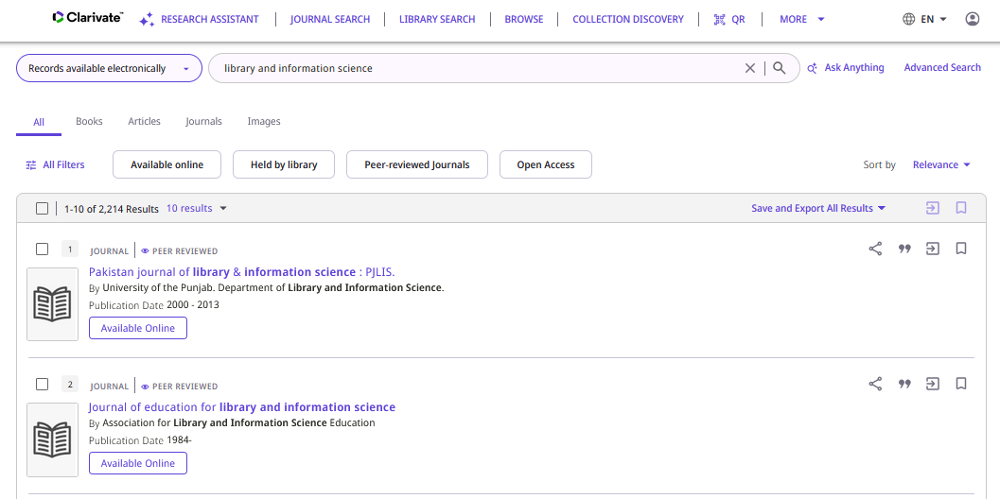 Clarivate™ RESEARCH ASSISTANT JOURNAL SEARCH LIBRARY SEARCH BROWSE COLLECTION DISCOVERY QR MORE EN
Records available electronically library and information science Ask Anything Advanced Search
All Books Articles Journals Images
All Filters Available online Held by library Peer-reviewed Journals Open Access Sort by Relevance
1-10 of 2,214 Results 10 results Save and Export All Results
1 JOURNAL PEER REVIEWED
Pakistan journal of library & information science : PJLIS.
By University of the Punjab. Department of Library and Information Science.
Publication Date 2000 - 2013
Available Online
2 JOURNAL PEER REVIEWED
Journal of education for library and information science
By Association for Library and Information Science Education
Publication Date 1984-
Available Online